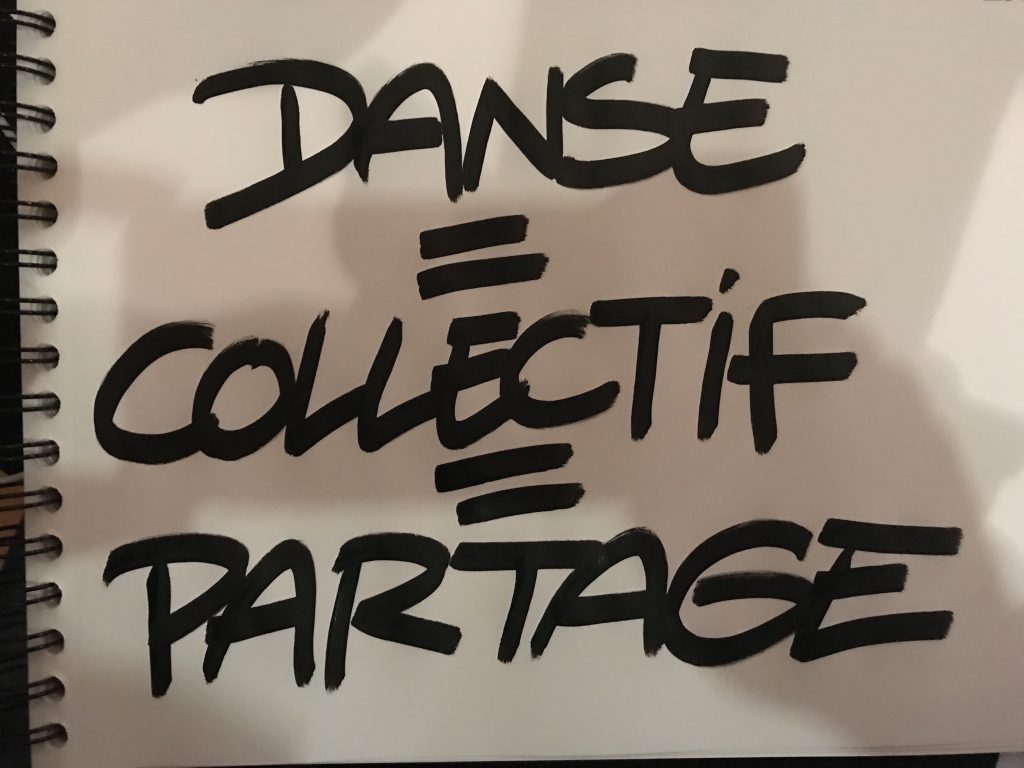 DANSE
=
COLLECTiF
=
PARTAGE